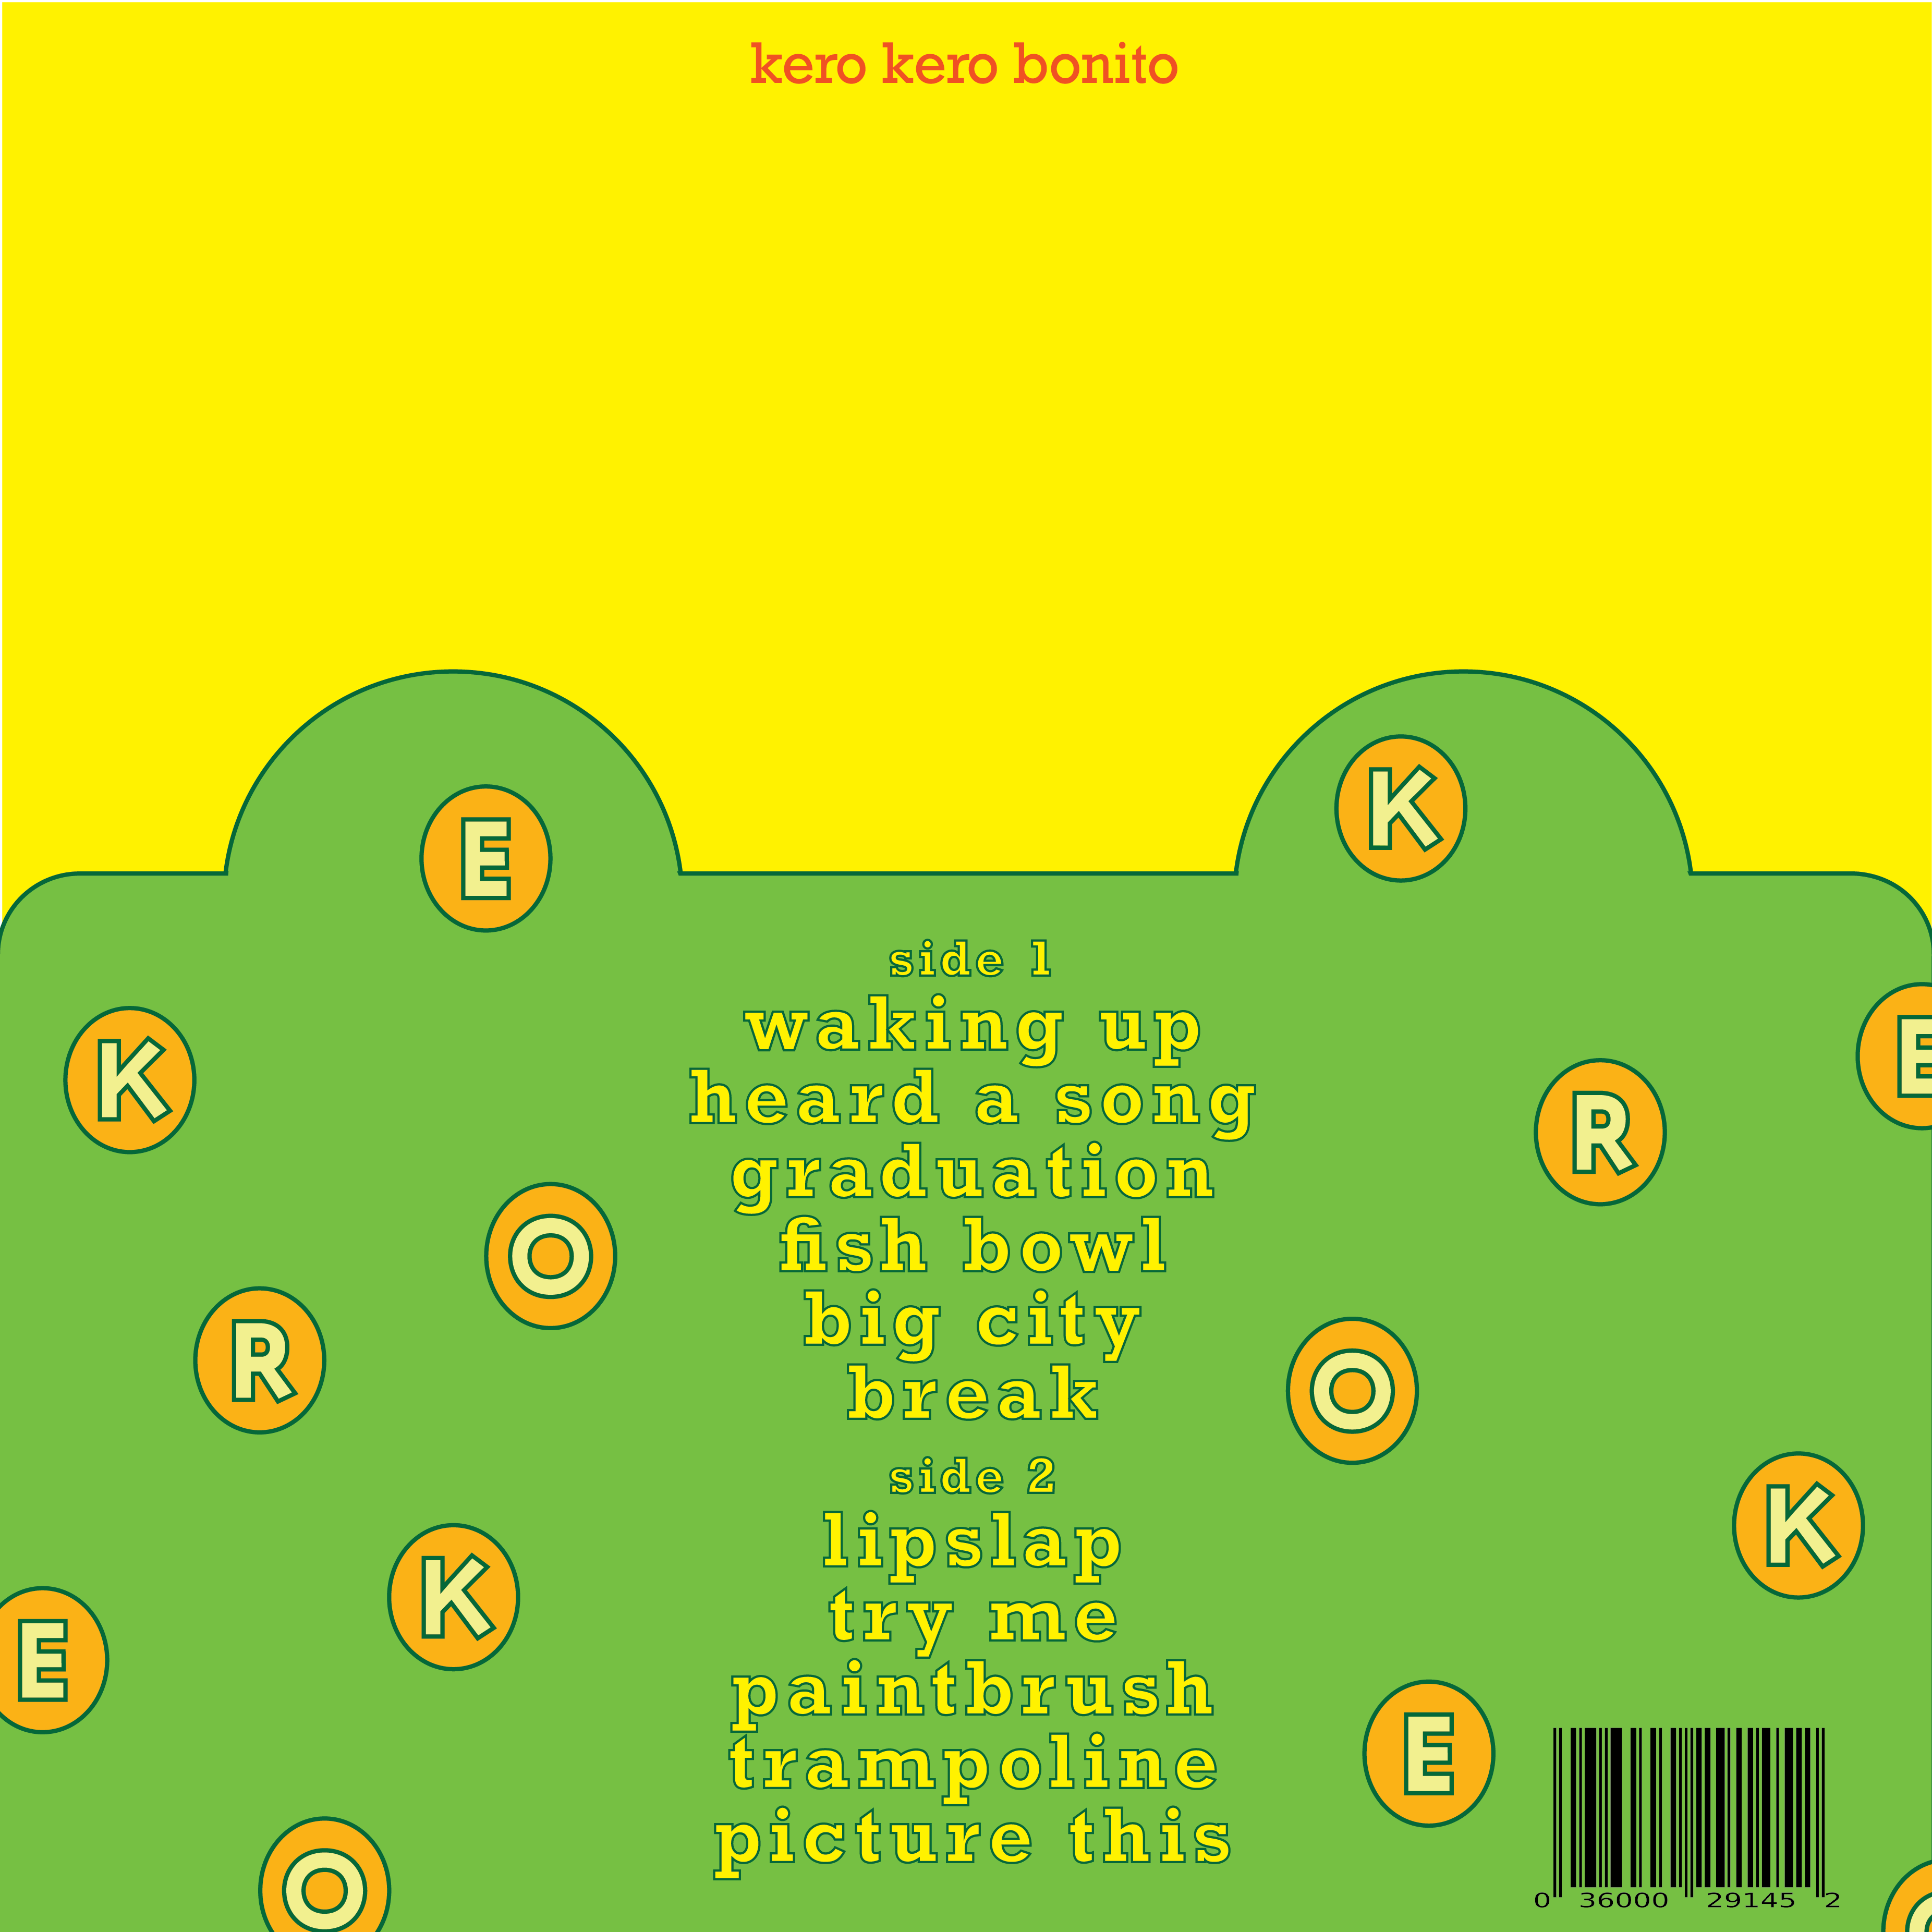 kero kero bonito
E
K
K
E
R
O
R
O
K
K
E
E
O
side 1
waking up
heard a song
graduation
fish bowl
big city
break
side 2
lipslap
try me
paintbrush
trampoline
picture this
0 36000 29145 2